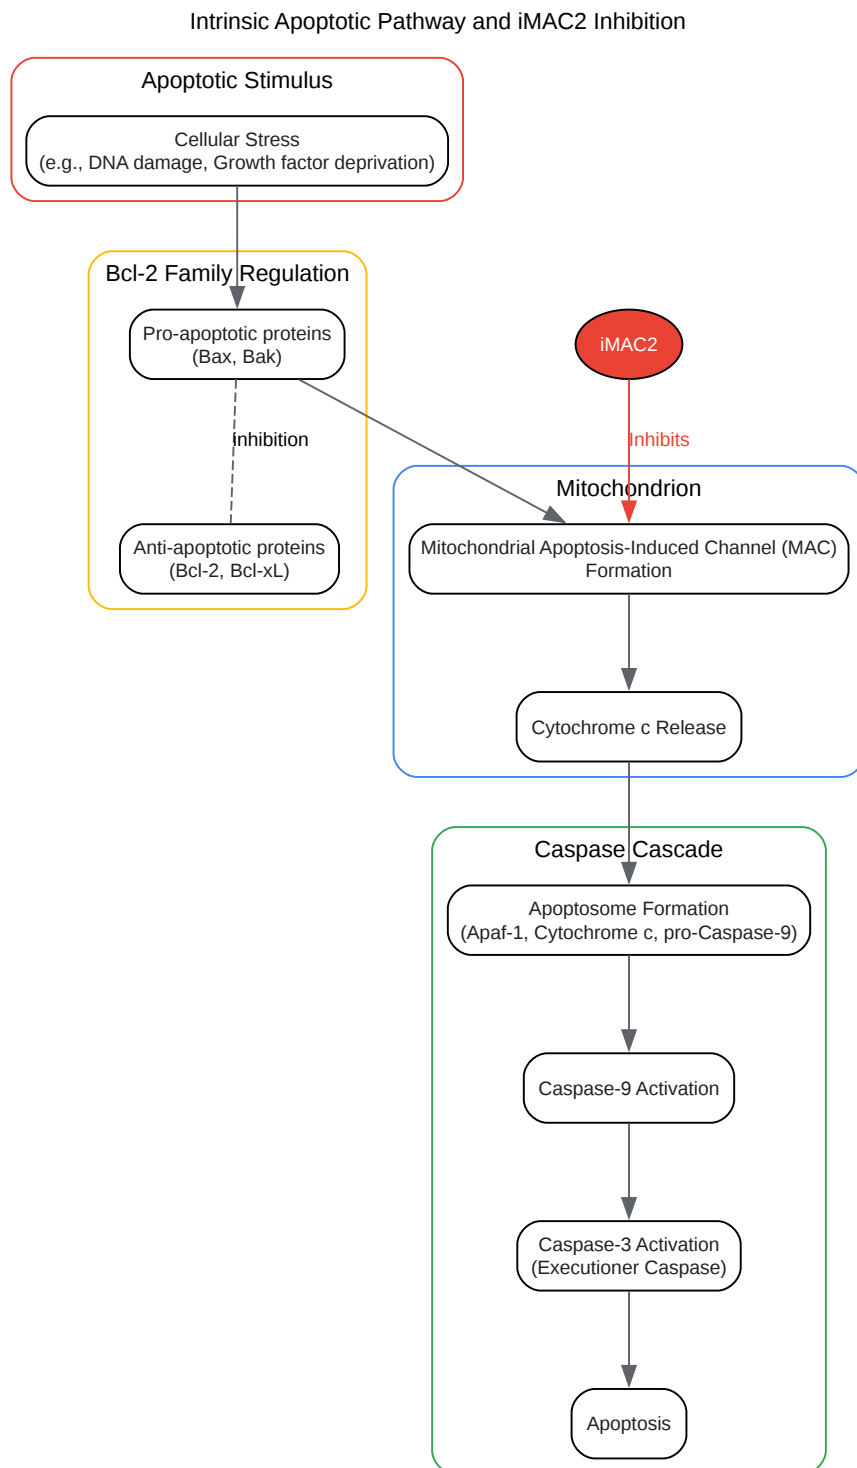 Intrinsic Apoptotic Pathway and iMAC2 Inhibition
Apoptotic Stimulus
Cellular Stress
(e.g., DNA damage, Growth factor deprivation)
Bcl-2 Family Regulation
Pro-apoptotic proteins
(Bax, Bak)
iMAC2
Inhibition
Inhibits
Mitochondrion
Anti-apoptotic proteins
(Bcl-2, Bcl-xL)
Mitochondrial Apoptosis-Induced Channel (MAC)
Formation
Cytochrome c Release
Caspase Cascade
Apoptosome Formation
(Apaf-1, Cytochrome c, pro-Caspase-9)
Caspase-9 Activation
Caspase-3 Activation
(Executioner Caspase)
Apoptosis